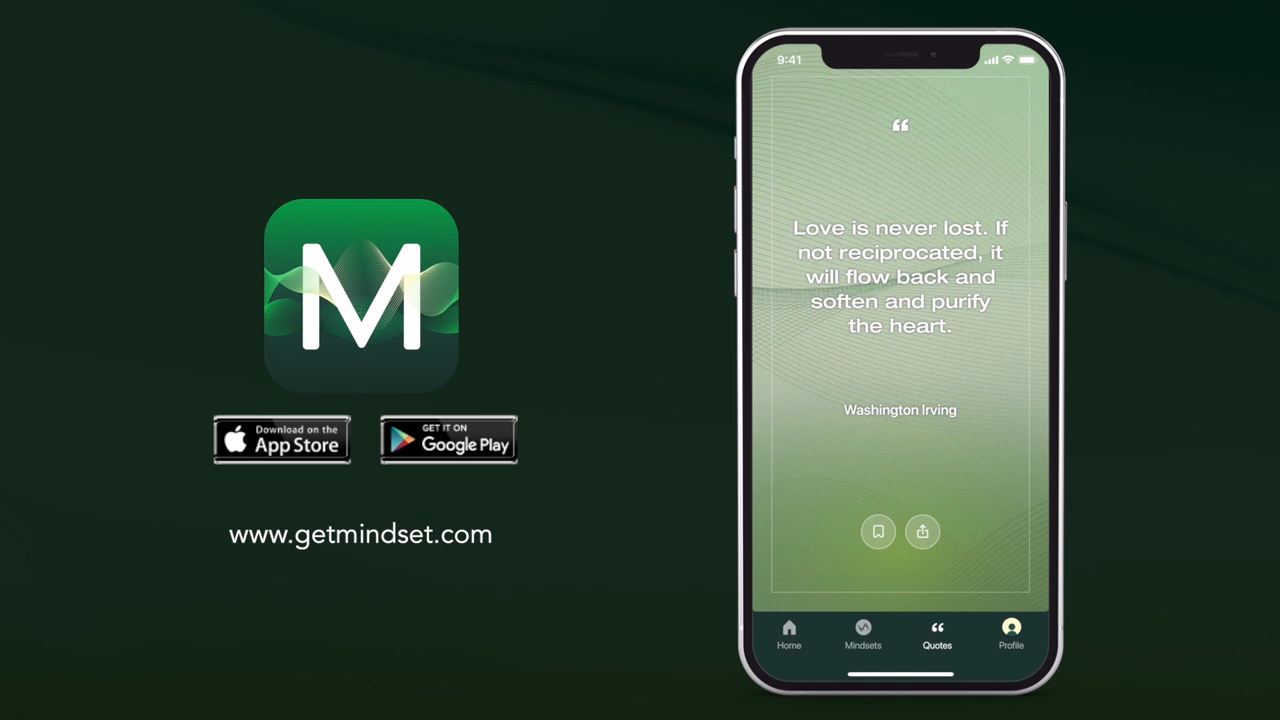 M
Download on the
App Store
GET IT ON
Google Play
www.getmindset.com
9:41
“
Love is never lost. If
not reciprocated, it
will flow back and
soften and purify
the heart.
Washington Irving
Home
Mindsets
Quotes
Profile